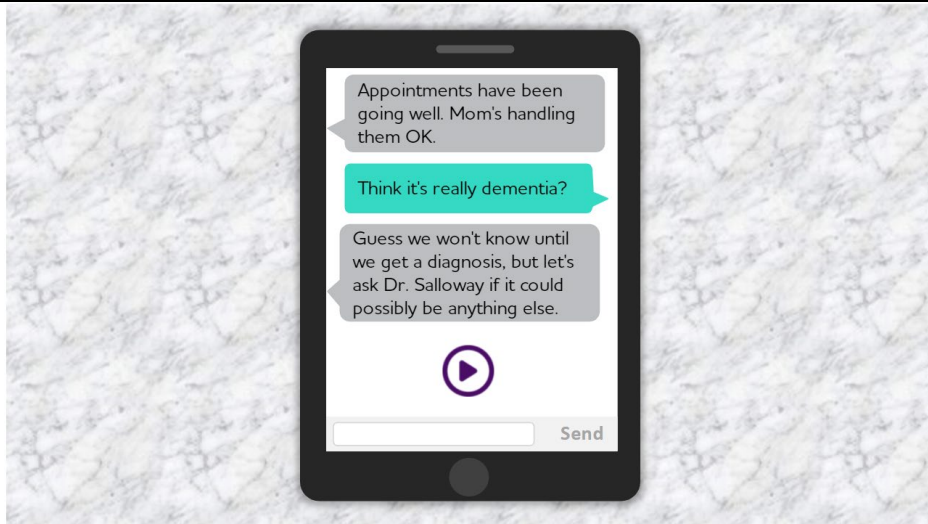 Appointments have been
going well. Mom's handling
them OK.
Think it's really dementia?
Guess we won't know until
we get a diagnosis, but let's
ask Dr. Salloway if it could
possibly be anything else.
Send